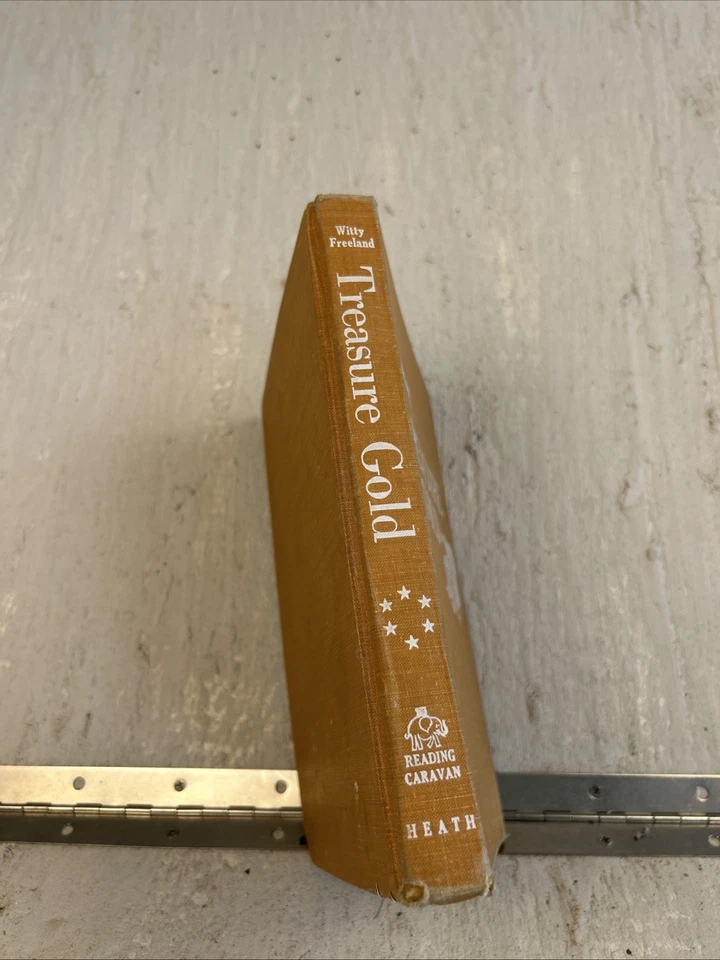 Witty
Freeland
Treasure Gold
READING
CARAVAN
HEATH